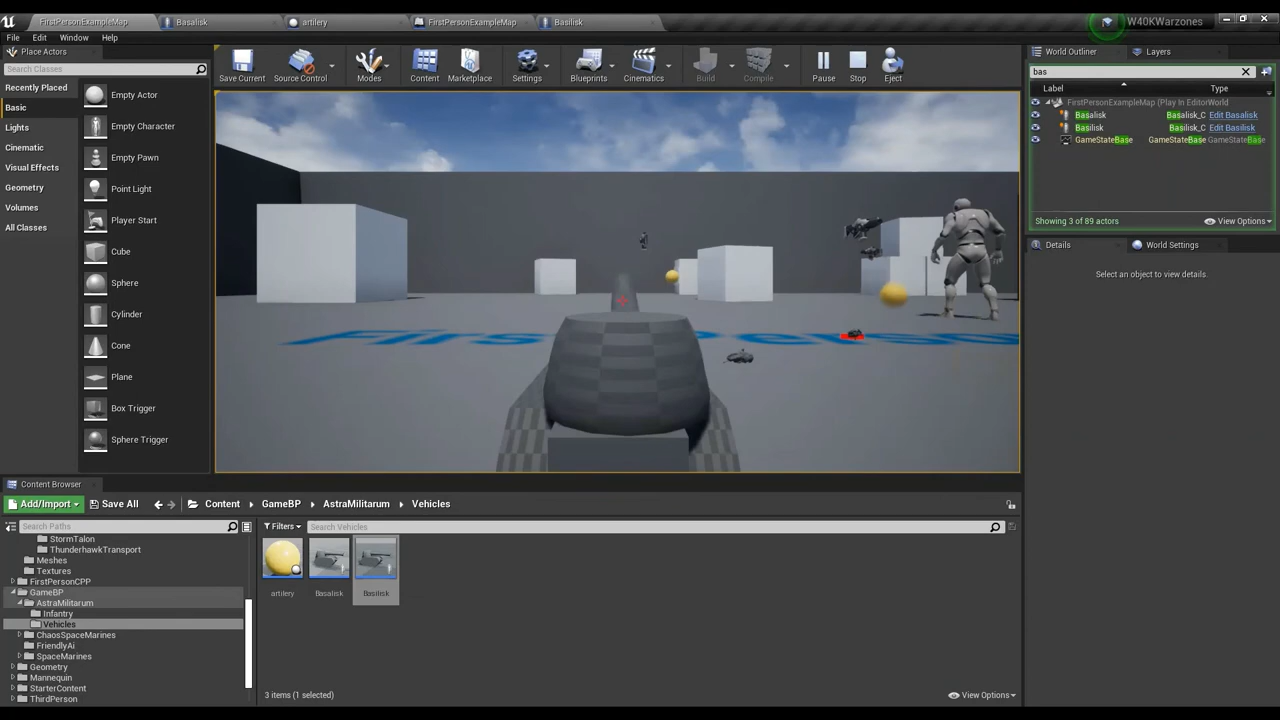 FirstPersonExampleMap
Basalisk
artilery
FirstPersonExampleMap
Basilisk
W40KWarzones
File Edit Window Help
Place Actors
Search Classes
Recently Placed
Basic
Lights
Cinematic
Visual Effects
Geometry
Volumes
All Classes
Empty Actor
Empty Character
Empty Pawn
Point Light
Player Start
Cube
Sphere
Cylinder
Cone
Plane
Box Trigger
Sphere Trigger
Save Current
Source Control
Modes
Content
Marketplace
Settings
Blueprints
Cinematics
Build
Compile
Pause
Stop
Eject
World Outliner
Layers
bas
Label Type
FirstPersonExampleMap (Play In EditorWorld
Basalisk Basalisk_C Edit Basalisk
Basilisk Basilisk_C Edit Basilisk
GameStateBase GameStateBase GameStateBase
Showing 3 of 89 actors
View Options
Details
World Settings
Select an object to view details.
Content Browser
Add/Import
Save All
Content
GameBP
AstraMilitarum
Vehicles
Search Paths
Filters
Search Vehicles
StormTalon
ThunderhawkTransport
Meshes
Textures
FirstPersonCPP
GameBP
AstraMilitarum
Infantry
Vehicles
ChaosSpaceMarines
FriendlyAi
SpaceMarines
Geometry
Mannequin
StarterContent
ThirdPerson
artilery
Basalisk
Basilisk
3 items (1 selected)
View Options